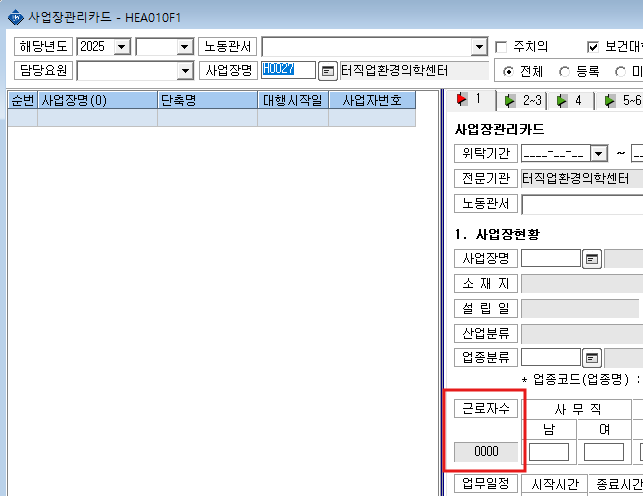 사업장관리카드 - HEA010F1
해당년도 2025 노동관서 주치의 보건대
담당요원 사업장명 H0027 터직업환경의학센터 전체 등록 미
순번 사업장명(0) 단축명 대행시작일 사업자번호
1 2~3 4 5~6
사업장관리카드
위탁기간 ____-__-__ ~ __
전문기관 터직업환경의학센터
노동관서
1. 사업장현황
사업장명
소 재 지
설 립 일
산업분류
업종분류
* 업종코드(업종명) :
근로자수 사 무 직
남 여
0000
업무일정 시작시간 종료시간